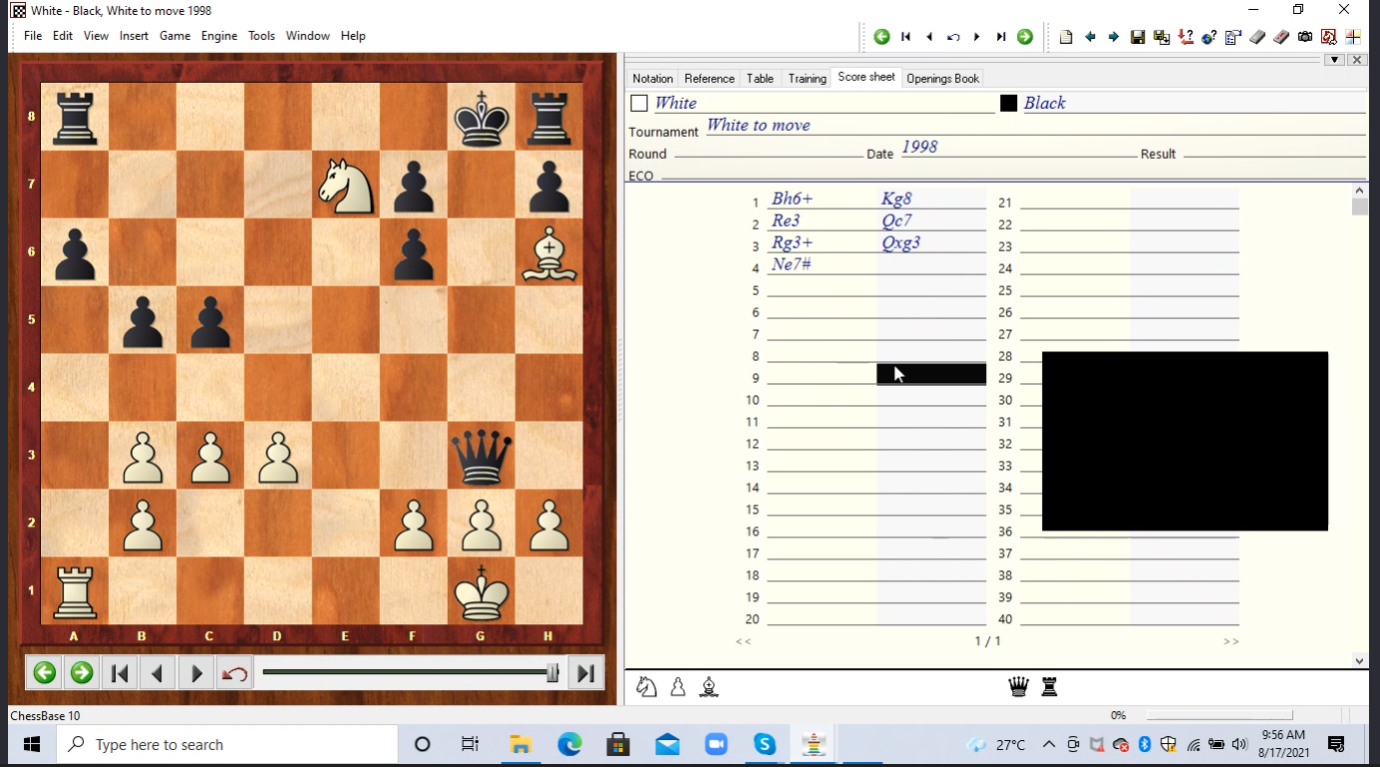 White - Black, White to move 1998
File Edit View Insert Game Engine Tools Window Help
Notation Reference Table Training Score sheet Openings Book
White Black
Tournament White to move
Round Date 1998 Result
ECO
8
7
6
5
4
3
2
1
A B C D E F G H
1 Bh6+ Kg8 21
2 Re3 Qc7 22
3 Rg3+ Qxg3 23
4 Ne7# 24
5 25
6 26
7 27
8 28
9 29
10 30
11 31
12 32
13 33
14 34
15 35
16 36
17 37
18 38
19 39
20 40
<< 1 / 1 >>
ChessBase 10 0%
Type here to search 27°C 9:56 AM
8/17/2021